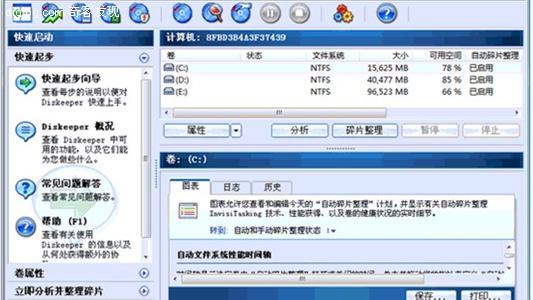 奇客发现
快速启动
快速起步
快速起步向导
查看每步的说明以便对
Diskeeper 快速上手。
Diskeeper 概况
查看 Diskeeper 中可
用的功能，以及它们能
为您做些什么。
常见问题解答
查看常见问题解答。
帮助 (F1)
查看有关使用
Diskeeper 的信息以及
从何处获得额外的协
卷属性
立即分析并整理碎片
计算机: 8FBD3B4A3F37439
卷 状态 文件系统 大小 可用空间 自动碎片整理
(C:) NTFS 15,625 MB 78 % 已启用
(D:) NTFS 40,477 MB 85 % 已启用
(E:) NTFS 96,523 MB 66 % 已启用
属性 分析 碎片整理 暂停 停止
卷: (C:)
图表 日志 历史
图表允许您查看和编辑今天的“自动碎片整理”计划，并显示有关自动碎片整理
InvisiTasking 技术、性能获得、以及卷的健康状况的实时细节。
转到: 自动和手动碎片整理状态
自动文件系统性能时间轴
保存... 打印...